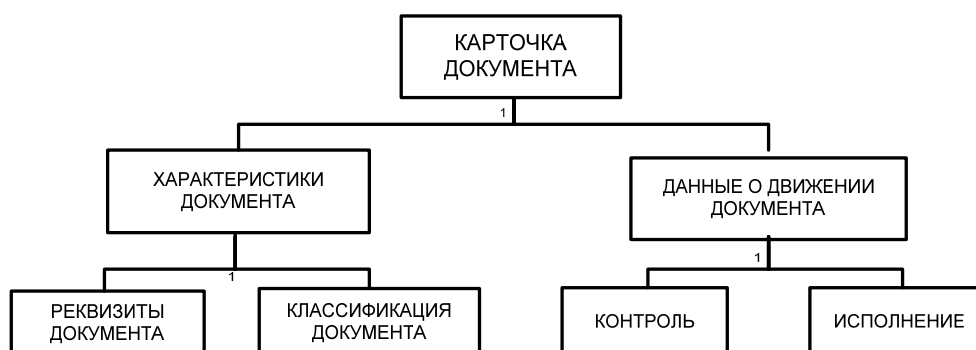 КАРТОЧКА
ДОКУМЕНТА
1
ХАРАКТЕРИСТИКИ
ДОКУМЕНТА
ДАННЫЕ О ДВИЖЕНИИ
ДОКУМЕНТА
1
1
РЕКВИЗИТЫ
ДОКУМЕНТА
КЛАССИФИКАЦИЯ
ДОКУМЕНТА
КОНТРОЛЬ
ИСПОЛНЕНИЕ